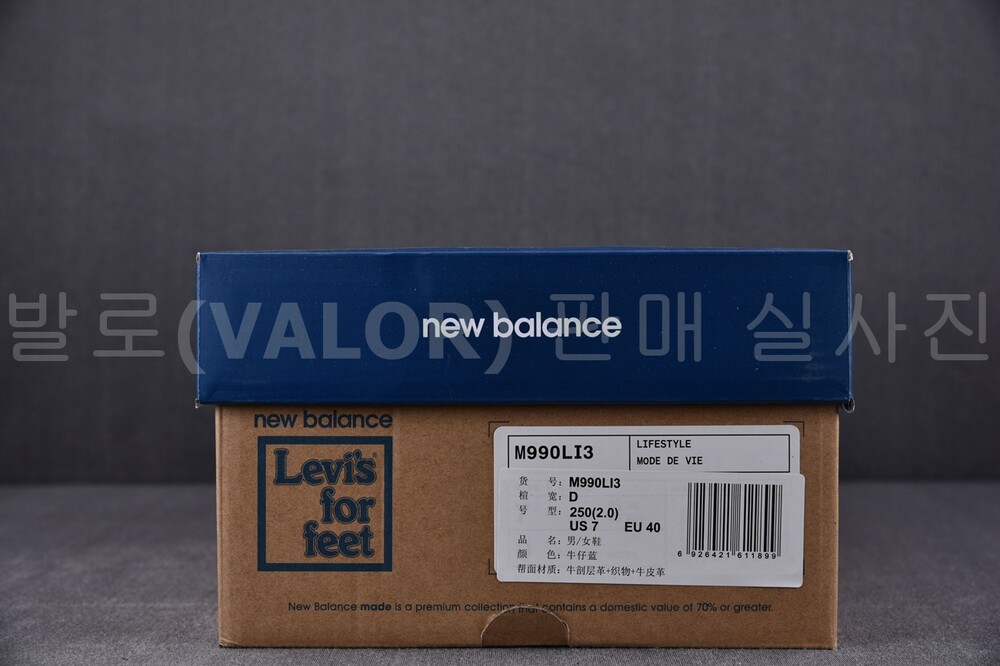 발로(VALOR) 판매 실사진
new balance
new balance
Levi's for feet
M990LI3
LIFESTYLE
MODE DE VIE
货 号: M990LI3
楦 宽: D
号 型: 250(2.0)
US 7 EU 40
品 名: 男/女鞋
颜 色: 牛仔蓝
帮面材质: 牛剖层革+织物+牛皮革
6 926421 611899
New Balance made is a premium collection that contains a domestic value of 70% or greater.